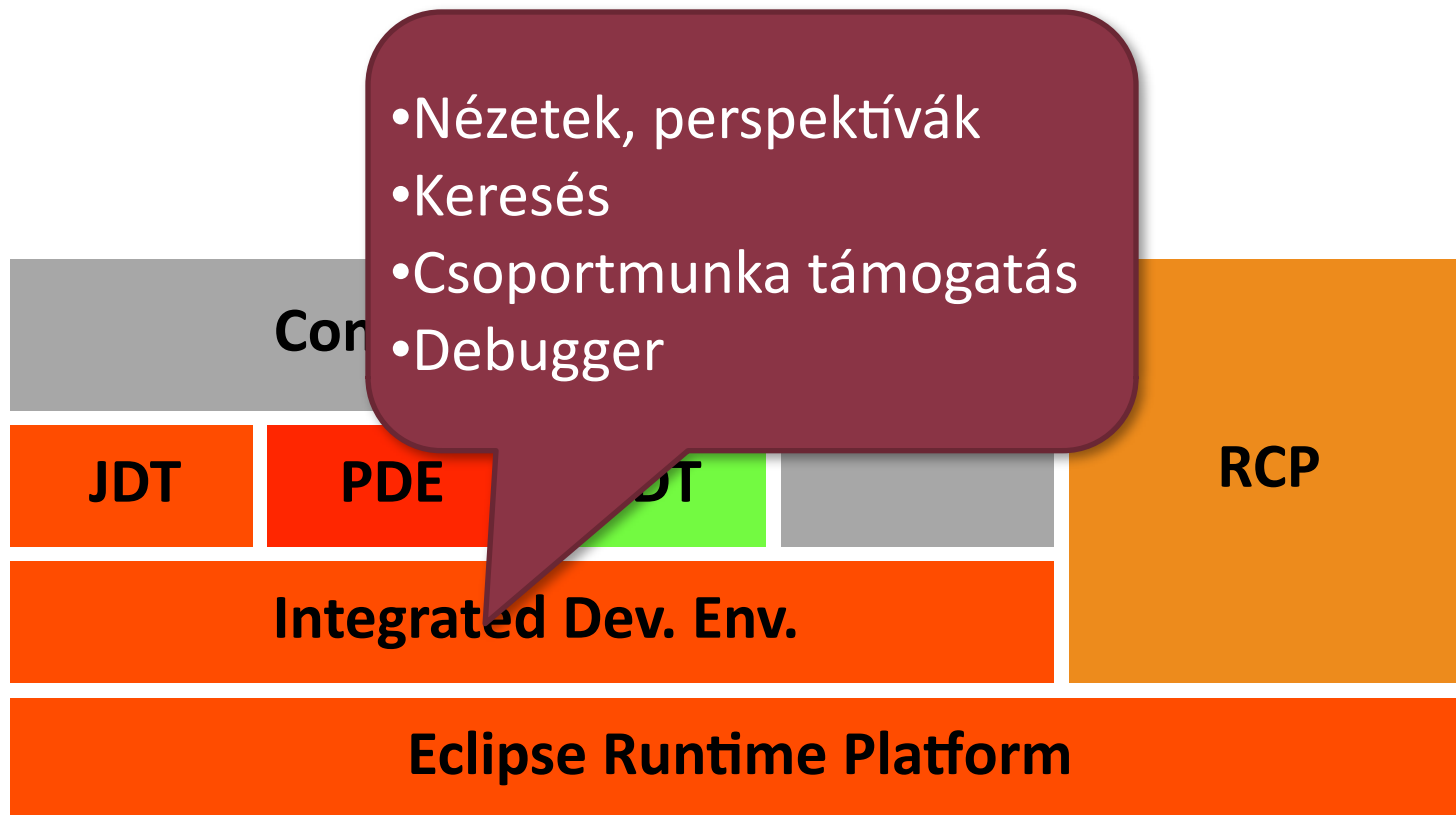 •Nézetek, perspektívák
•Keresés
•Csoportmunka támogatás
•Debugger
JDT
PDE
RCP
Integrated Dev. Env.
Eclipse Runtime Platform